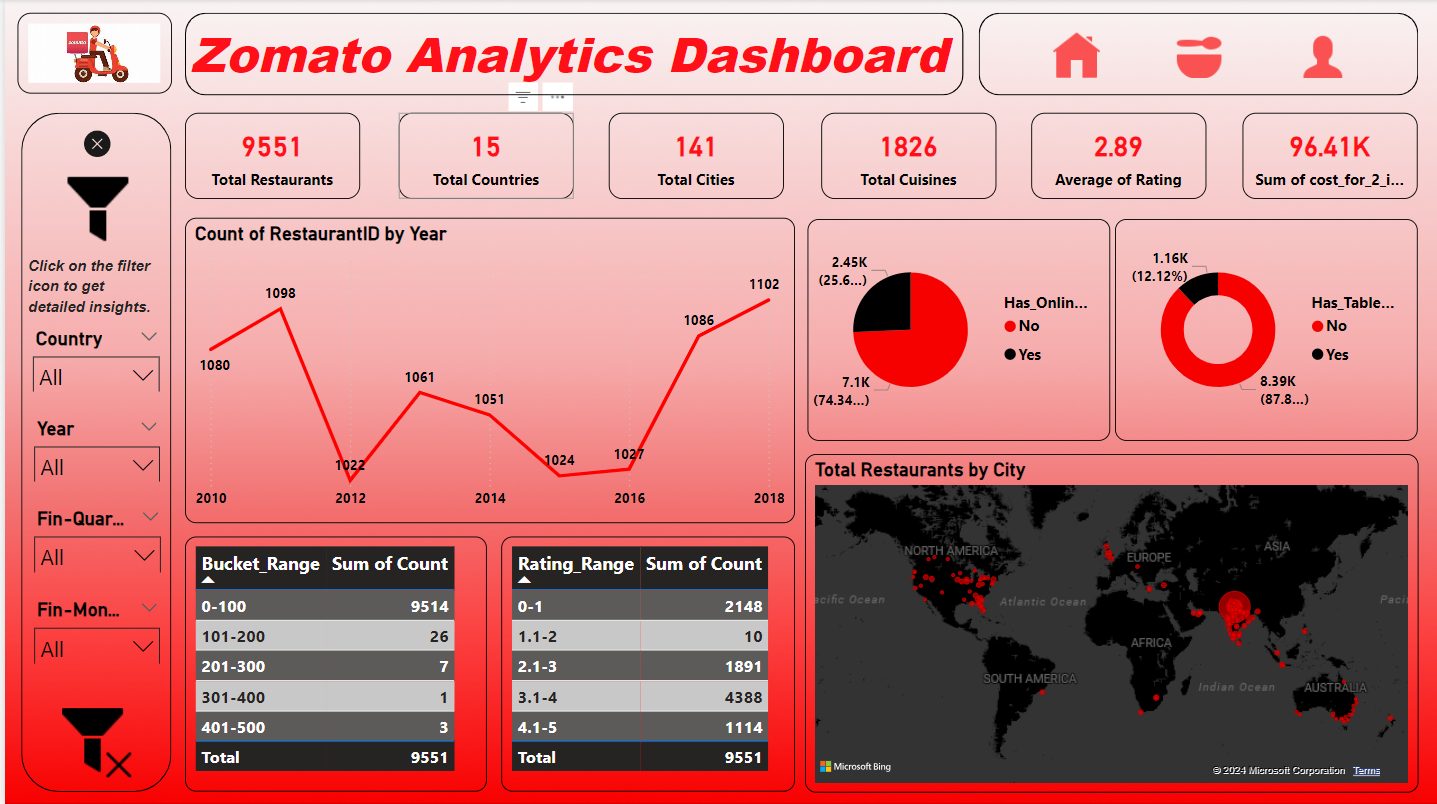 zomato
Zomato Analytics Dashboard
9551
Total Restaurants
15
Total Countries
141
Total Cities
1826
Total Cuisines
2.89
Average of Rating
96.41K
Sum of cost_for_2_i...
Click on the filter
icon to get
detailed insights.
Country
All
Year
All
Fin-Quar...
All
Fin-Mon...
All
Count of RestaurantID by Year
1080
1098
1022
1061
1051
1024
1027
1086
1102
2010
2012
2014
2016
2018
2.45K
(25.6...)
7.1K
(74.34...)
Has_Onlin...
No
Yes
1.16K
(12.12%)
8.39K
(87.8...)
Has_Table...
No
Yes
Bucket_Range Sum of Count
0-100 9514
101-200 26
201-300 7
301-400 1
401-500 3
Total 9551
Rating_Range Sum of Count
0-1 2148
1.1-2 10
2.1-3 1891
3.1-4 4388
4.1-5 1114
Total 9551
Total Restaurants by City
NORTH AMERICA
EUROPE
ASIA
acific Ocean
Atlantic Ocean
Paci
AFRICA
SOUTH AMERICA
Indian Ocean
AUSTRALIA
Microsoft Bing
© 2024 Microsoft Corporation Terms